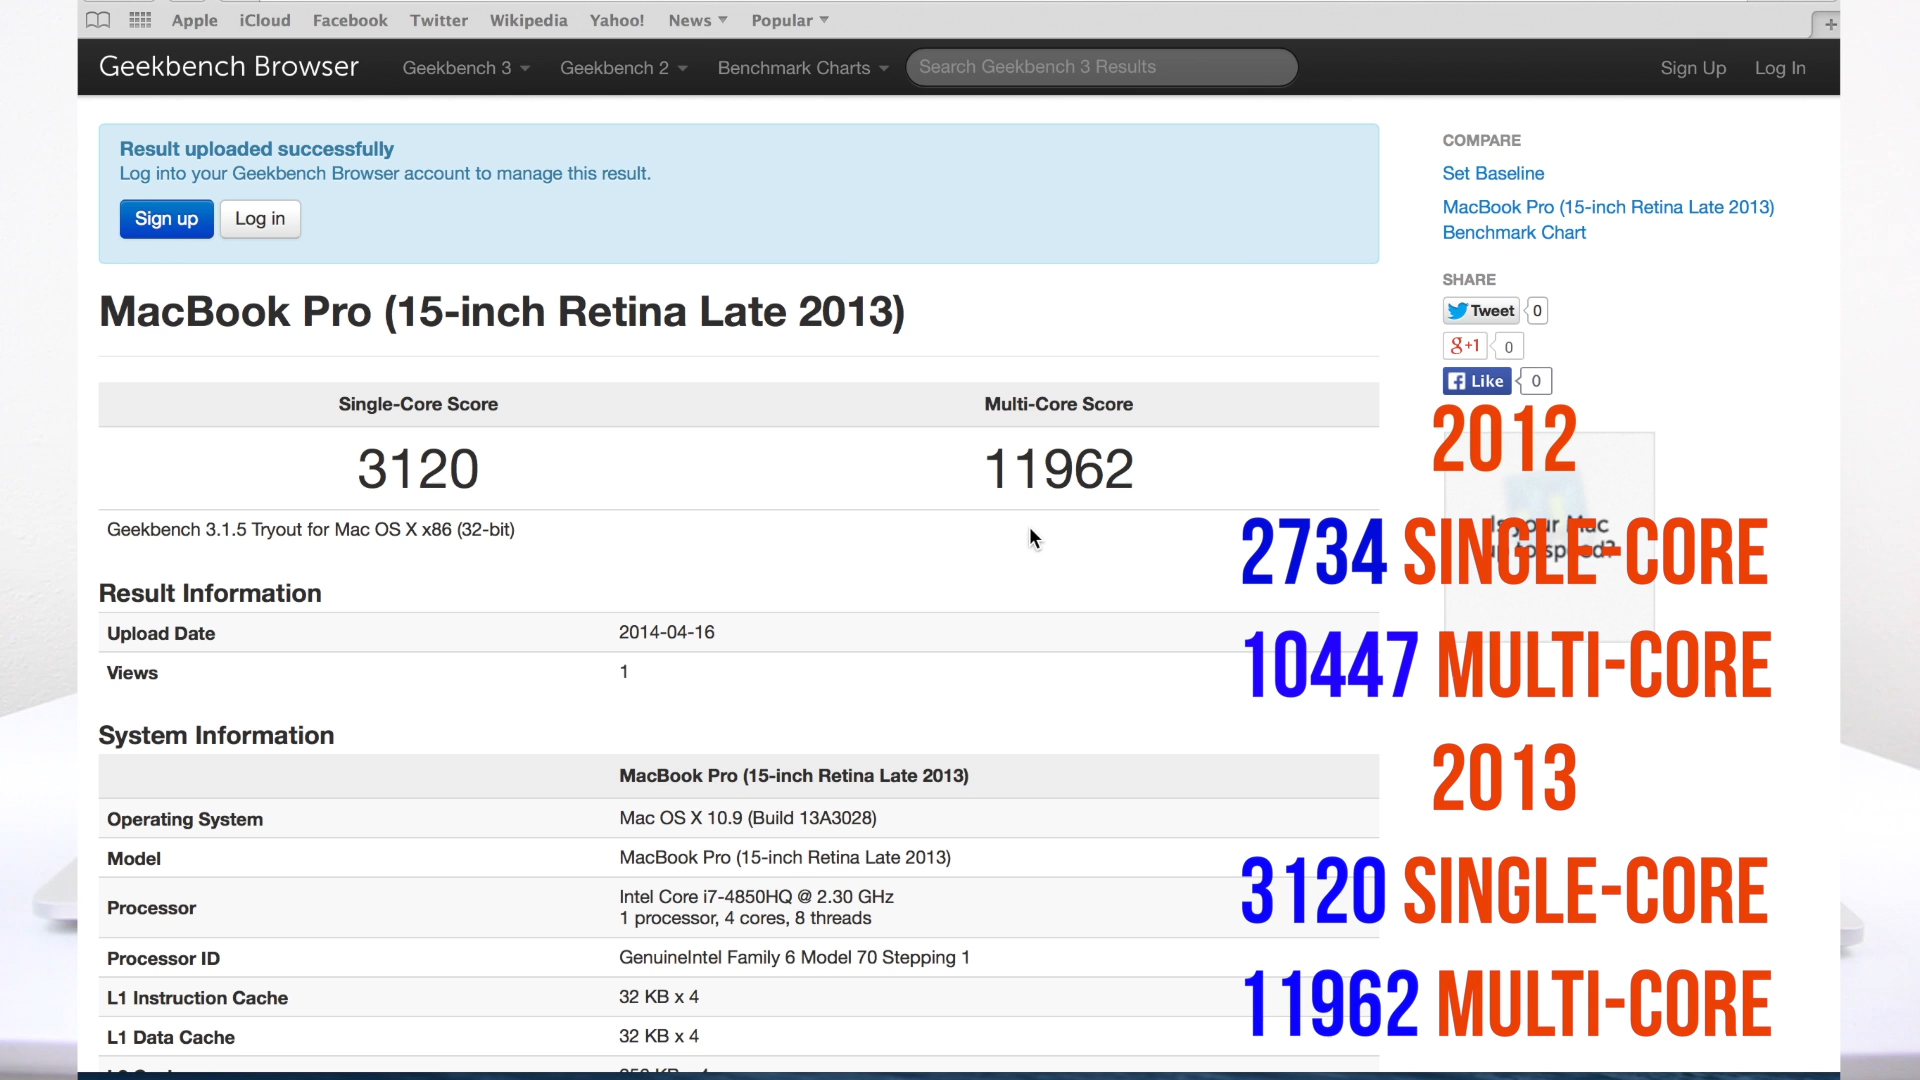 Apple iCloud Facebook Twitter Wikipedia Yahoo! News Popular
Geekbench Browser Geekbench 3 Geekbench 2 Benchmark Charts Search Geekbench 3 Results Sign Up Log In
Result uploaded successfully
Log into your Geekbench Browser account to manage this result.
Sign up Log in
MacBook Pro (15-inch Retina Late 2013)
Single-Core Score Multi-Core Score
3120 11962
Geekbench 3.1.5 Tryout for Mac OS X x86 (32-bit)
Result Information
Upload Date 2014-04-16
Views 1
System Information
MacBook Pro (15-inch Retina Late 2013)
Operating System Mac OS X 10.9 (Build 13A3028)
Model MacBook Pro (15-inch Retina Late 2013)
Processor Intel Core i7-4850HQ @ 2.30 GHz
1 processor, 4 cores, 8 threads
Processor ID GenuineIntel Family 6 Model 70 Stepping 1
L1 Instruction Cache 32 KB x 4
L1 Data Cache 32 KB x 4
COMPARE
Set Baseline
MacBook Pro (15-inch Retina Late 2013)
Benchmark Chart
SHARE
Tweet 0
g+1 0
Like 0
Is your Mac
up to speed?
2012
2734 SINGLE-CORE
10447 MULTI-CORE
2013
3120 SINGLE-CORE
11962 MULTI-CORE